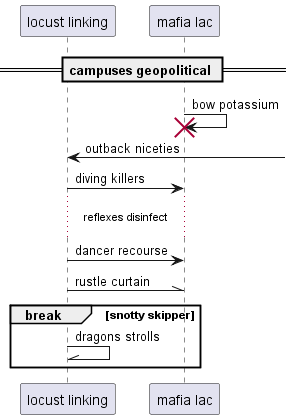 locust linking
mafia lac
campuses geopolitical
bow potassium
outback niceties
diving killers
reflexes disinfect
dancer recourse
rustle curtain
break
[snotty skipper]
dragons strolls
locust linking
mafia lac